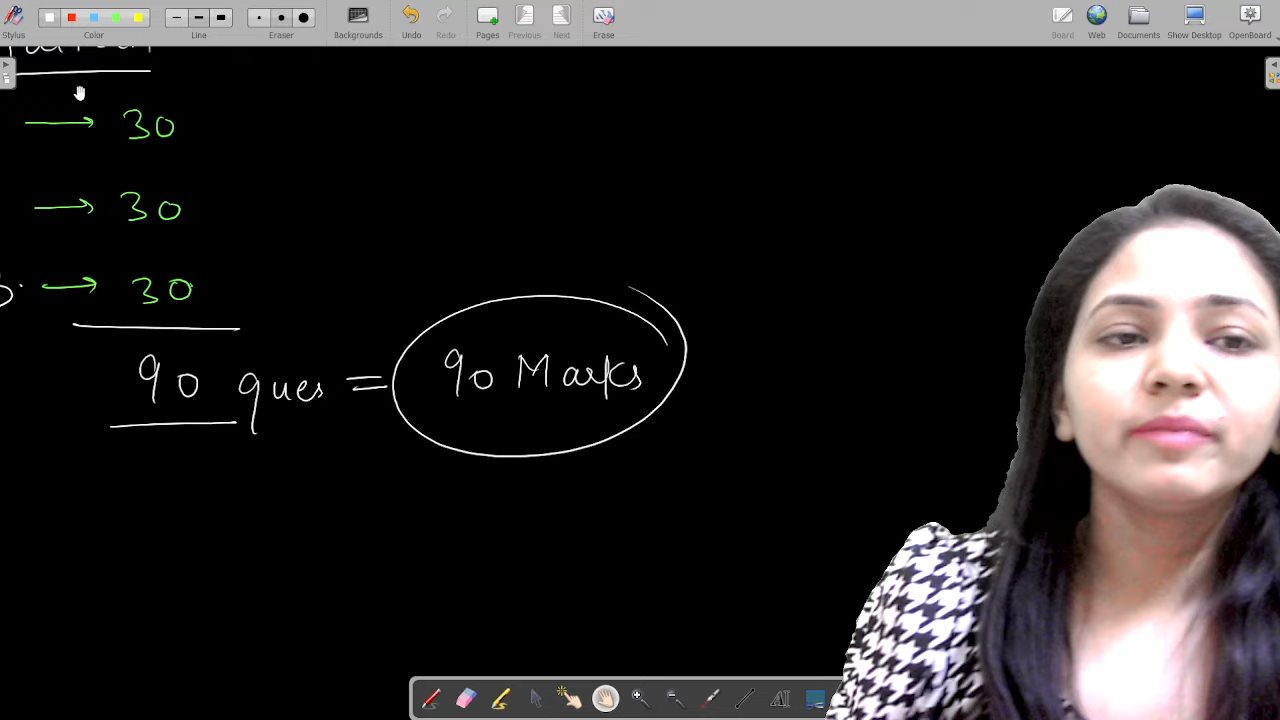 Stylus
Color
Line
Eraser
Backgrounds
Undo
Redo
Pages
Previous
Next
Erase
Board
Web
Documents
Show Desktop
OpenBoard
→ 30
→ 30
→ 30
90 ques = 90 Marks